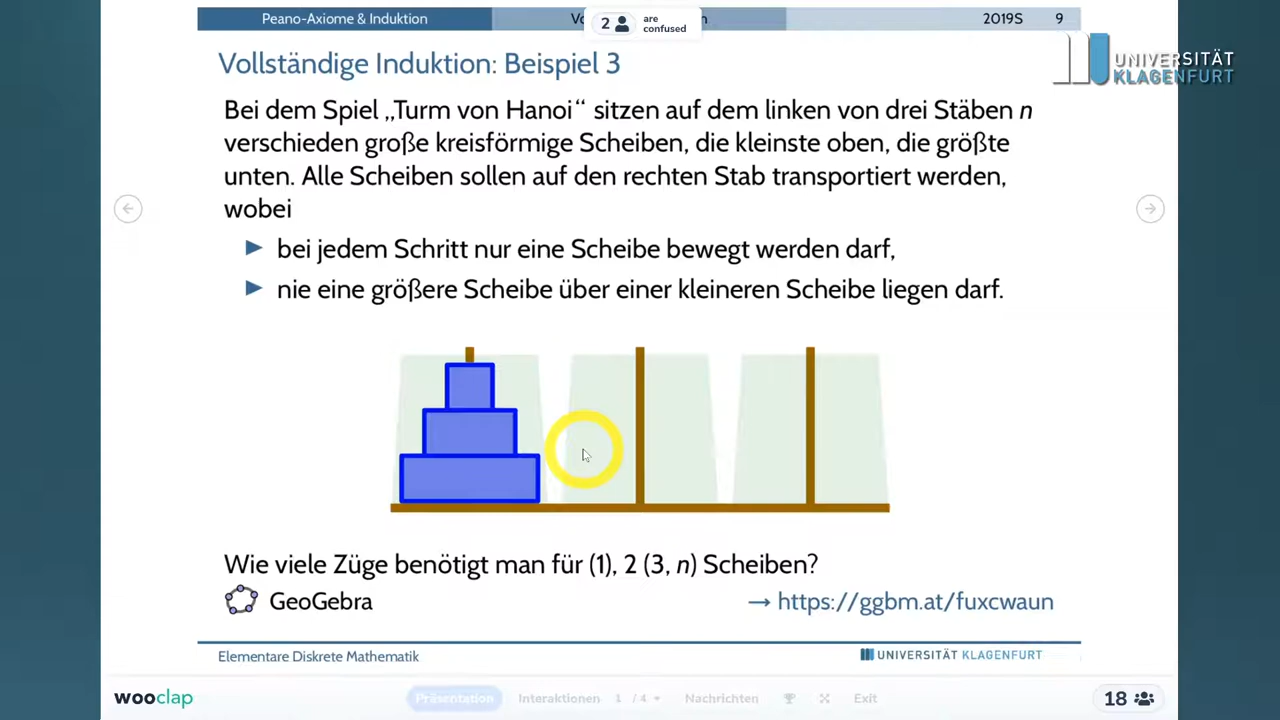 Peano-Axiome & Induktion
2019S 9
2 are confused
UNIVERSITÄT KLAGENFURT
Vollständige Induktion: Beispiel 3
Bei dem Spiel „Turm von Hanoi“ sitzen auf dem linken von drei Stäben n
verschieden große kreisförmige Scheiben, die kleinste oben, die größte
unten. Alle Scheiben sollen auf den rechten Stab transportiert werden,
wobei
▶ bei jedem Schritt nur eine Scheibe bewegt werden darf,
▶ nie eine größere Scheibe über einer kleineren Scheibe liegen darf.
Wie viele Züge benötigt man für (1), 2 (3, n) Scheiben?
GeoGebra → https://ggbm.at/fuxcwaun
Elementare Diskrete Mathematik UNIVERSITÄT KLAGENFURT
wooclap Präsentation Interaktionen 1 / 4 Nachrichten Exit 18